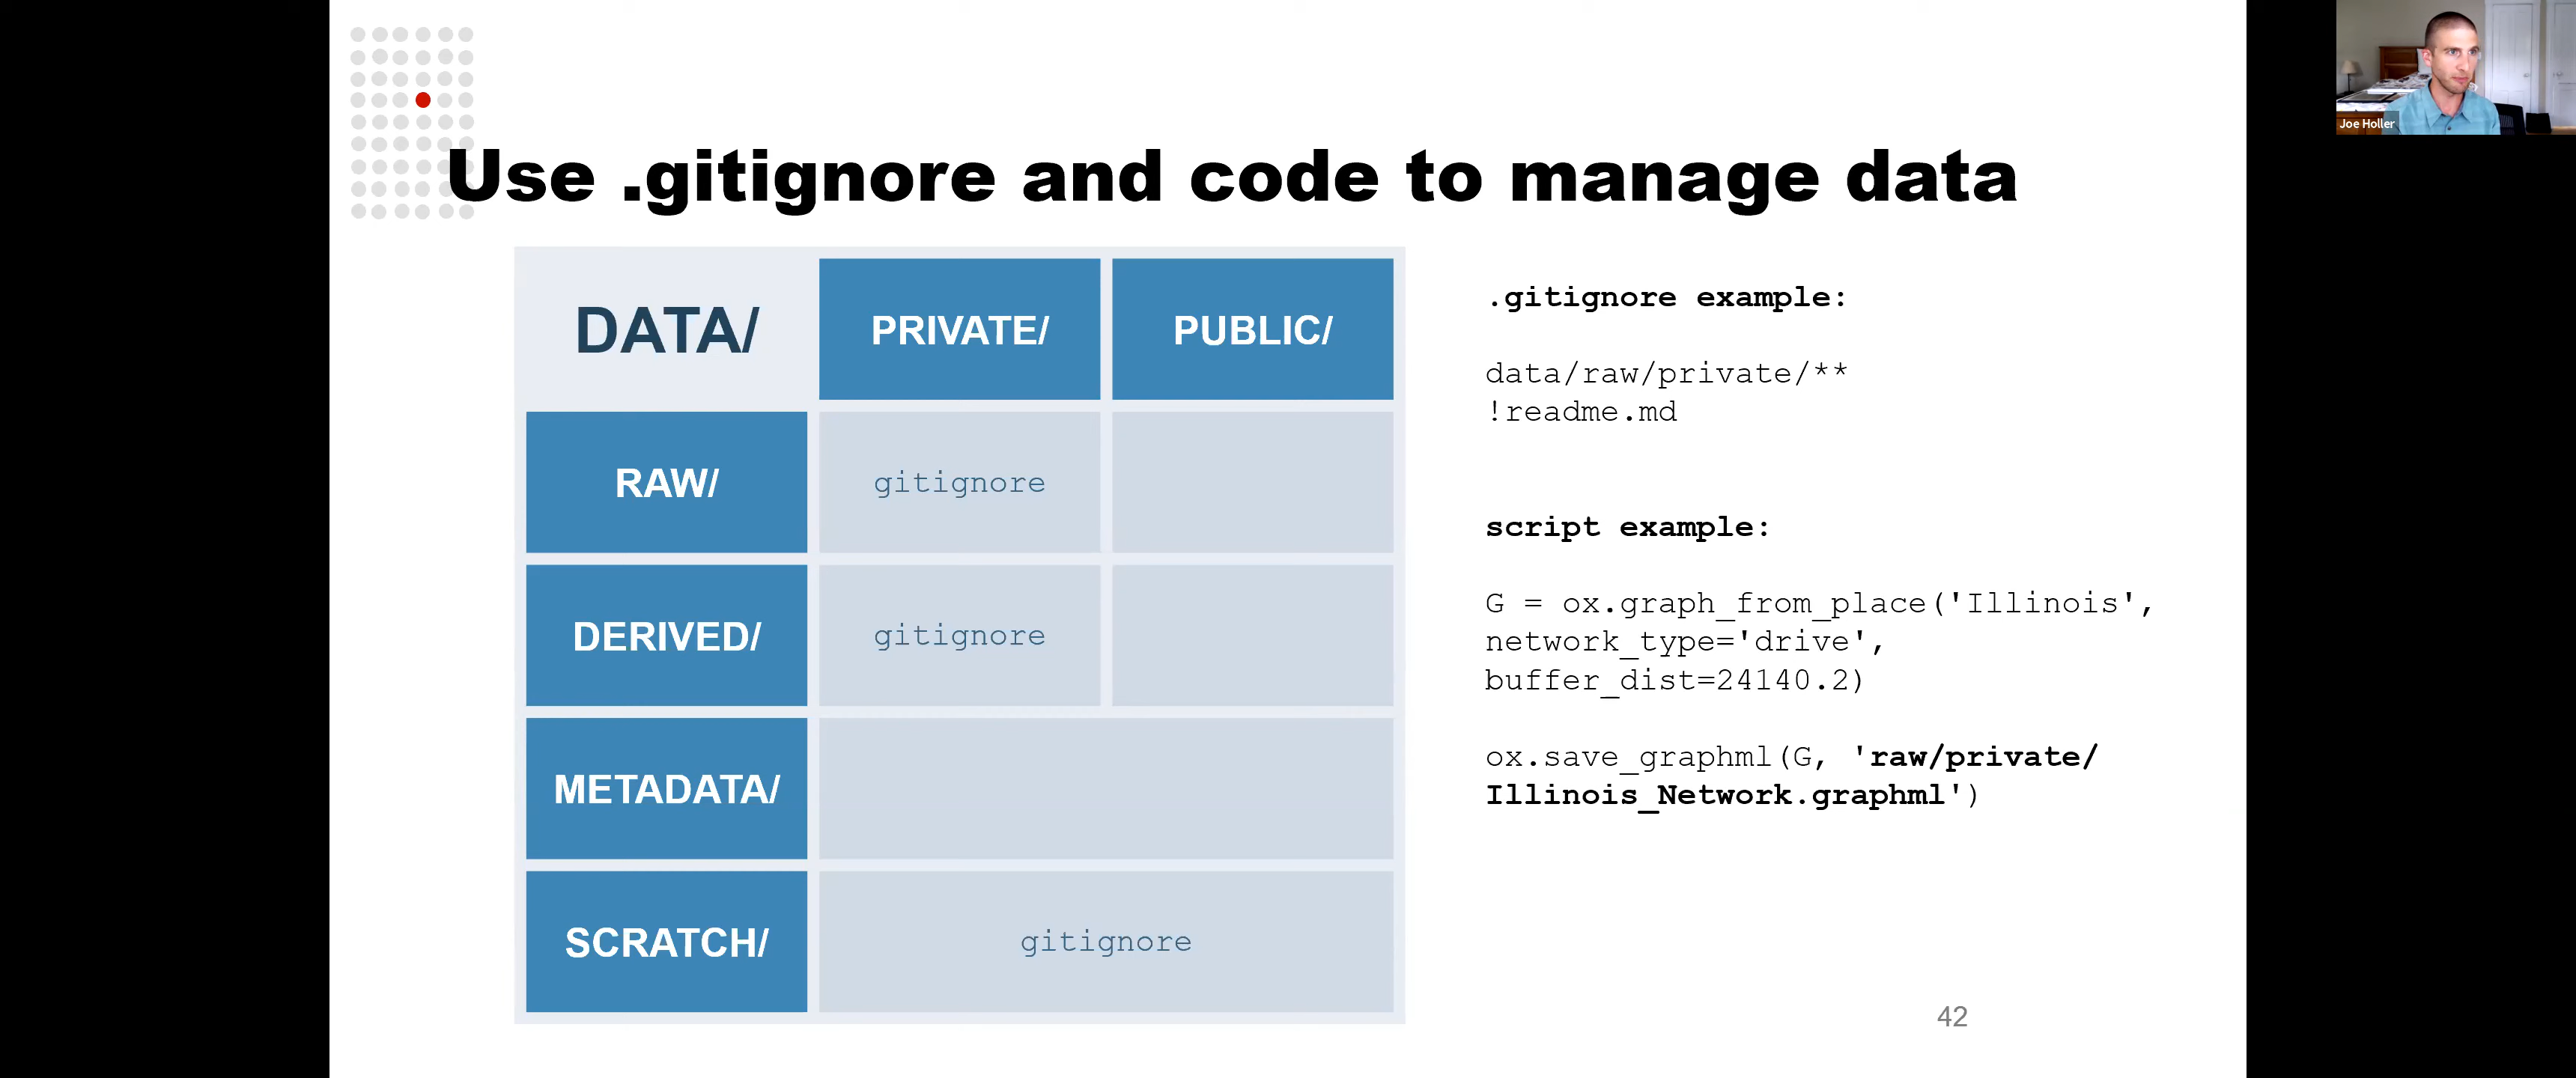 Joe Holler
Use .gitignore and code to manage data
DATA/
PRIVATE/
PUBLIC/
RAW/
gitignore
DERIVED/
gitignore
METADATA/
SCRATCH/
gitignore
.gitignore example:
data/raw/private/**
!readme.md
script example:
G = ox.graph_from_place('Illinois',
network_type='drive',
buffer_dist=24140.2)
ox.save_graphml(G, 'raw/private/
Illinois_Network.graphml')
42